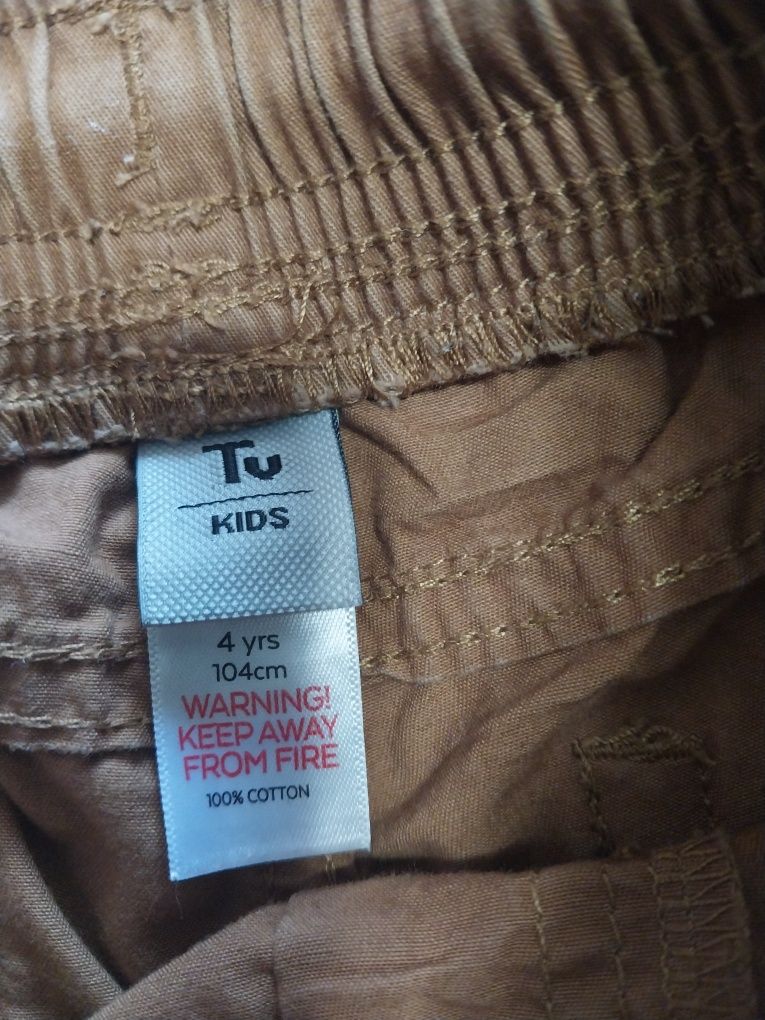 Tu
KIDS
4 yrs
104cm
WARNING!
KEEP AWAY
FROM FIRE
100% COTTON